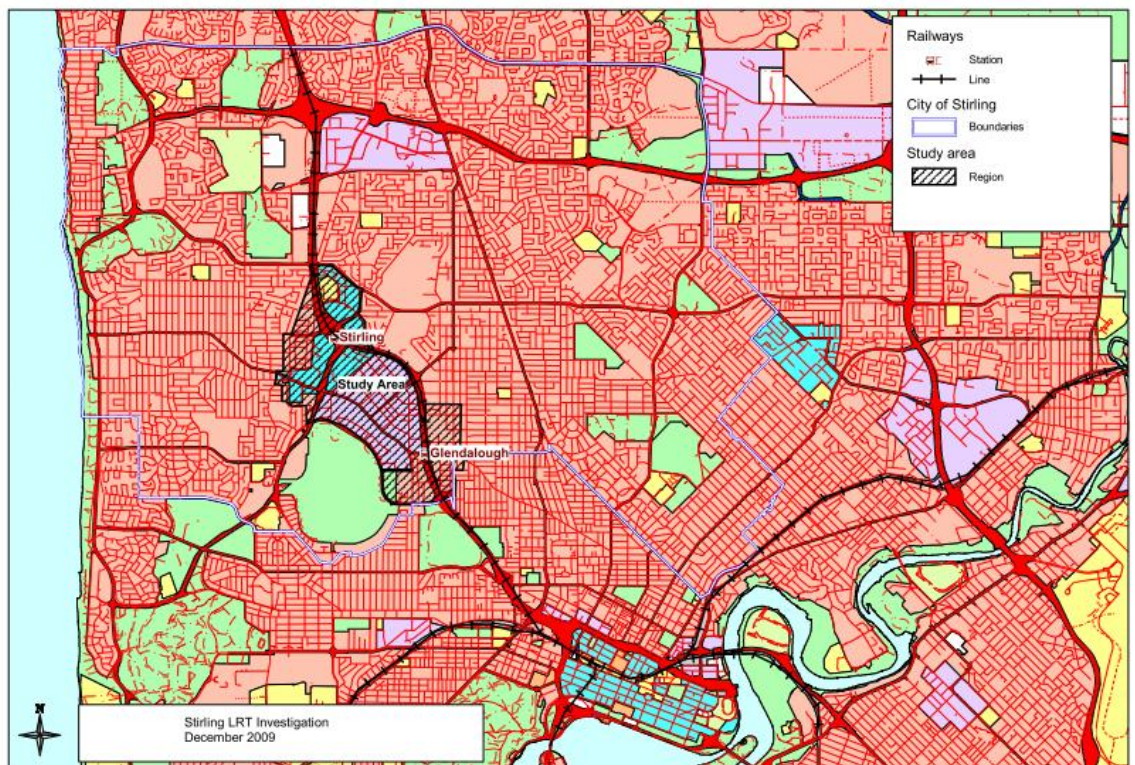 Railways
Station
Line
City of Stirling
Boundaries
Study area
Region
Stirling
Study Area
Glendalough
N
Stirling LRT Investigation
December 2009